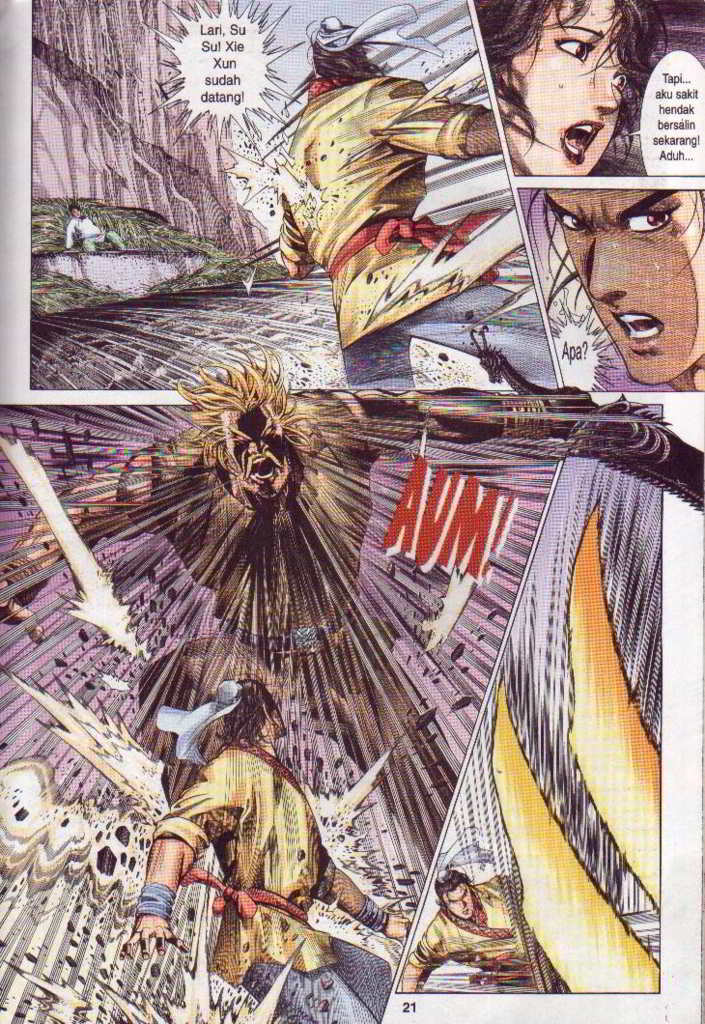 Lari, Su
Su! Xie
Xun
sudah
datang!
Tapi...
aku sakit
hendak
bersalin
sekarang!
Aduh...
Apa?
AUM!!
21